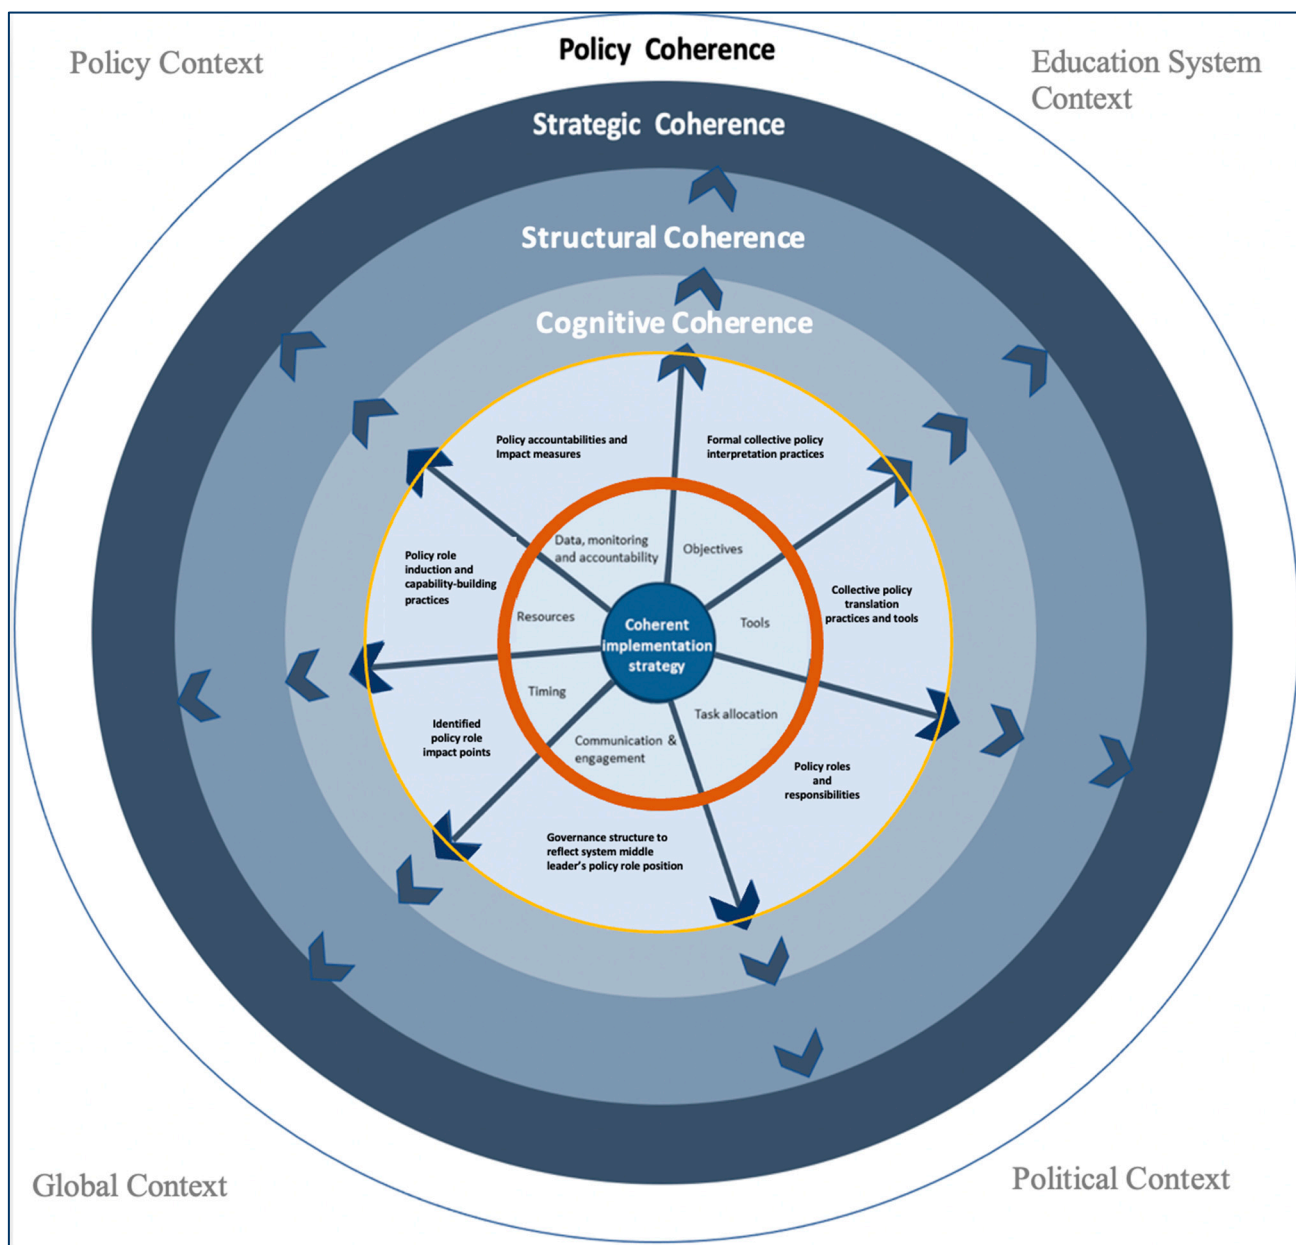 Policy Context
Policy Coherence
Education System
Context
Strategic Coherence
Structural Coherence
Cognitive Coherence
Policy accountabilities and
Impact measures
Formal collective policy
interpretation practices
Data, monitoring
and accountability
Objectives
Policy role
induction and
capability-building
practices
Resources
Coherent
implementation
strategy
Tools
Collective policy
translation
practices and tools
Timing
Task allocation
Identified
policy role
impact points
Communication &
engagement
Policy roles
and
responsibilities
Governance structure to
reflect system middle
leader's policy role position
Global Context
Political Context